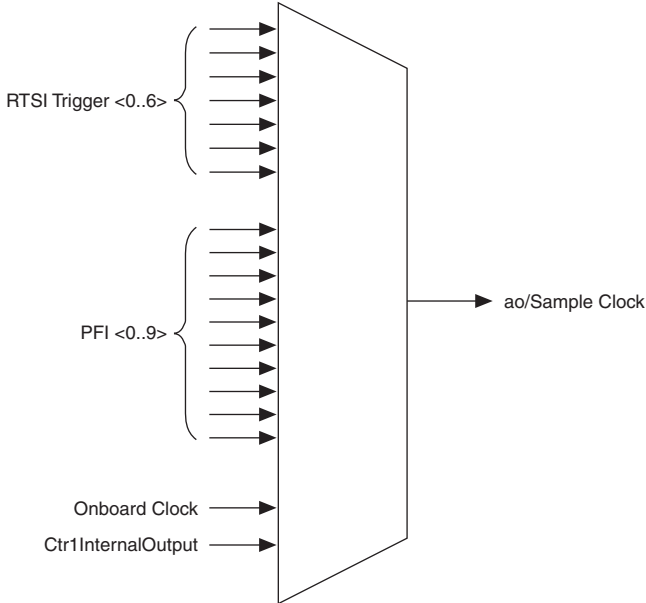 RTSI Trigger <0..6>
PFI <0..9>
ao/Sample Clock
Onboard Clock
Ctr1InternalOutput